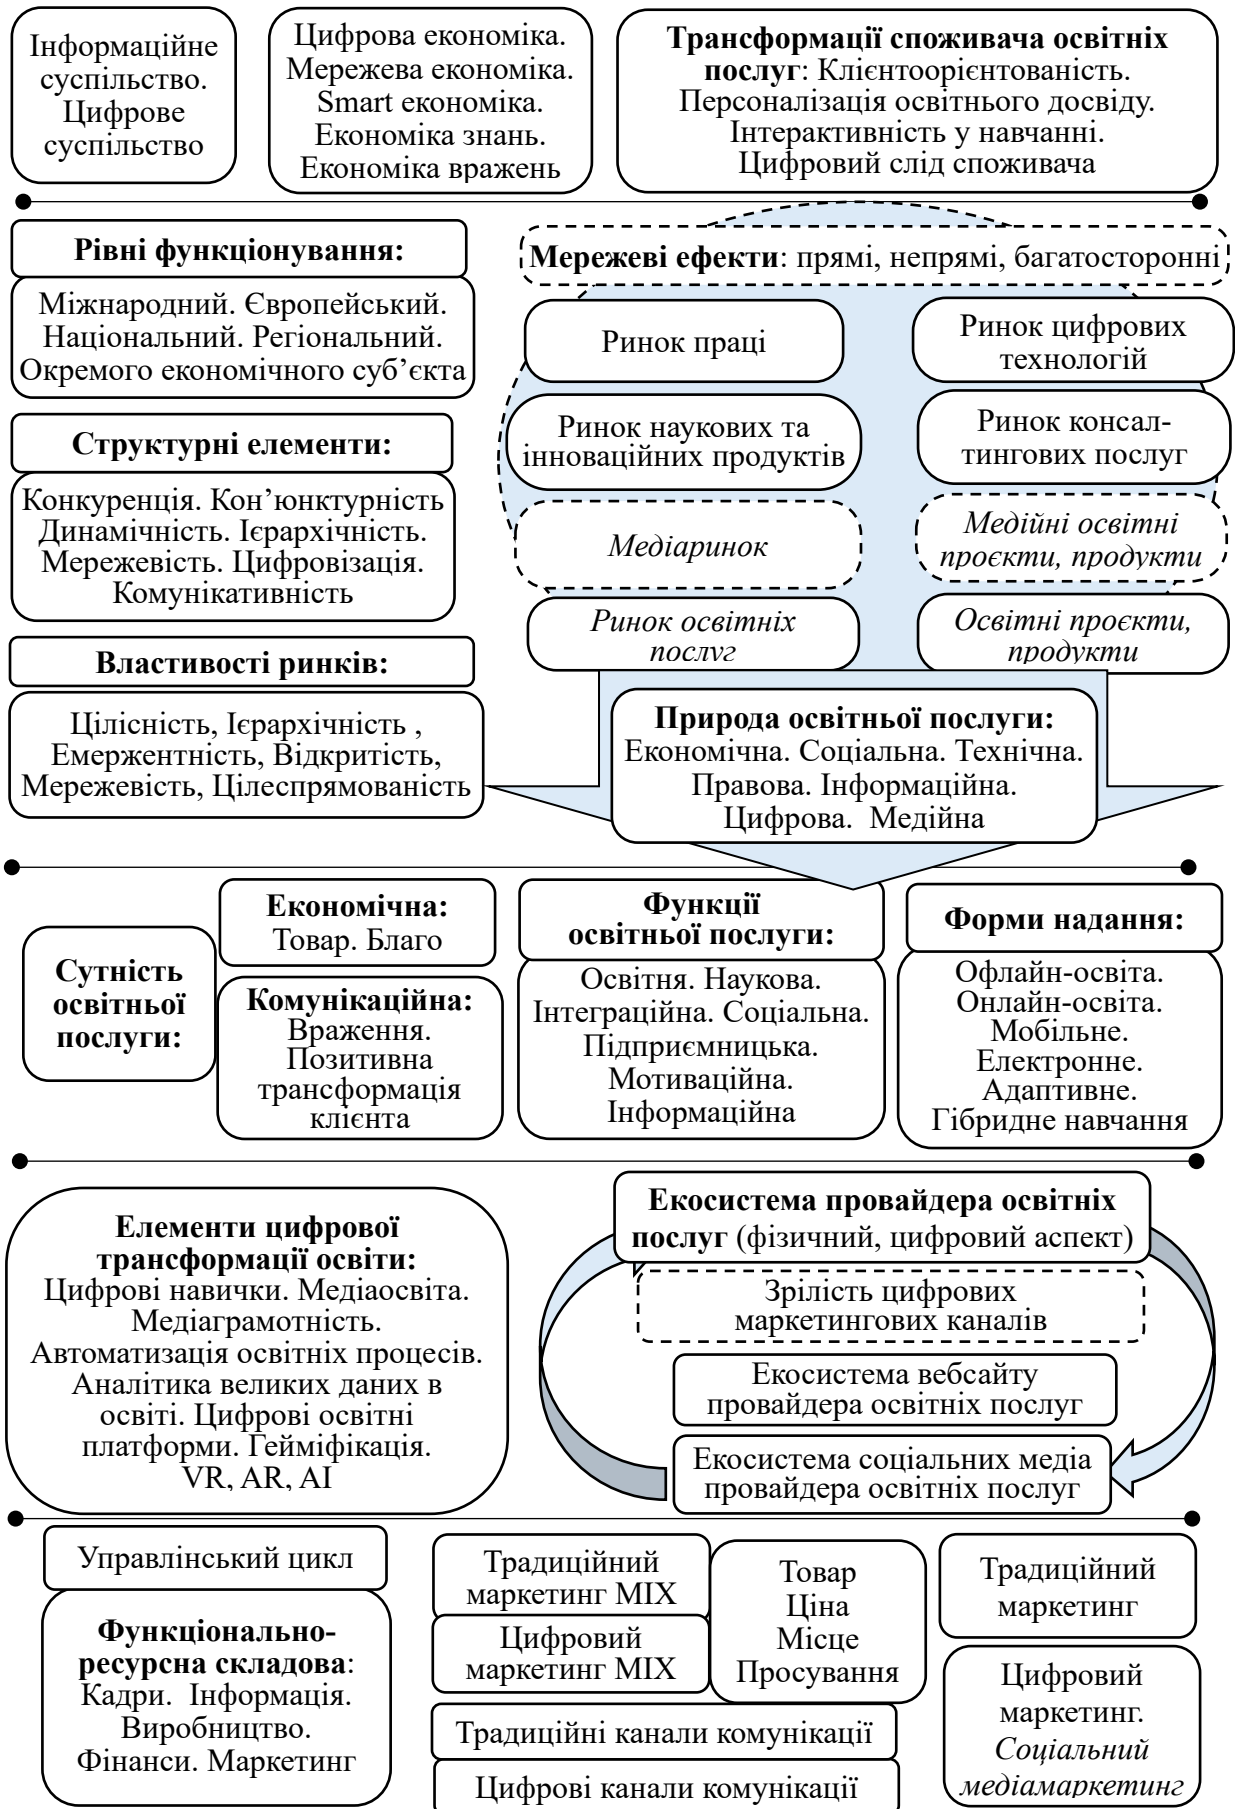 Інформаційне
суспільство.
Цифрове
суспільство
Цифрова економіка.
Мережева економіка.
Smart економіка.
Економіка знань.
Економіка вражень
Трансформації споживача освітніх
послуг: Клієнтоорієнтованість.
Персоналізація освітнього досвіду.
Інтерактивність у навчанні.
Цифровий слід споживача
Рівні функціонування:
Міжнародний. Європейський.
Національний. Регіональний.
Окремого економічного суб’єкта
Структурні елементи:
Конкуренція. Кон’юнктурність
Динамічність. Ієрархічність.
Мережевість. Цифровізація.
Комунікативність
Властивості ринків:
Цілісність, Ієрархічність ,
Емержентність, Відкритість,
Мережевість, Цілеспрямованість
Мережеві ефекти: прямі, непрямі, багатосторонні
Ринок праці
Ринок цифрових
технологій
Ринок наукових та
інноваційних продуктів
Ринок консал-
тингових послуг
Медіаринок
Медійні освітні
проєкти, продукти
Ринок освітніх
послуг
Освітні проєкти,
продукти
Природа освітньої послуги:
Економічна. Соціальна. Технічна.
Правова. Інформаційна.
Цифрова. Медійна
Сутність
освітньої
послуги:
Економічна:
Товар. Благо
Комунікаційна:
Враження.
Позитивна
трансформація
клієнта
Функції
освітньої послуги:
Освітня. Наукова.
Інтеграційна. Соціальна.
Підприємницька.
Мотиваційна.
Інформаційна
Форми надання:
Офлайн-освіта.
Онлайн-освіта.
Мобільне.
Електронне.
Адаптивне.
Гібридне навчання
Елементи цифрової
трансформації освіти:
Цифрові навички. Медіаосвіта.
Медіаграмотність.
Автоматизація освітніх процесів.
Аналітика великих даних в
освіті. Цифрові освітні
платформи. Гейміфікація.
VR, AR, AI
Екосистема провайдера освітніх
послуг (фізичний, цифровий аспект)
Зрілість цифрових
маркетингових каналів
Екосистема вебсайту
провайдера освітніх послуг
Екосистема соціальних медіа
провайдера освітніх послуг
Управлінський цикл
Функціонально-
ресурсна складова:
Кадри. Інформація.
Виробництво.
Фінанси. Маркетинг
Традиційний
маркетинг МІХ
Цифровий
маркетинг МІХ
Товар
Ціна
Місце
Просування
Традиційні канали комунікації
Цифрові канали комунікації
Традиційний
маркетинг
Цифровий
маркетинг.
Соціальний
медіамаркетинг